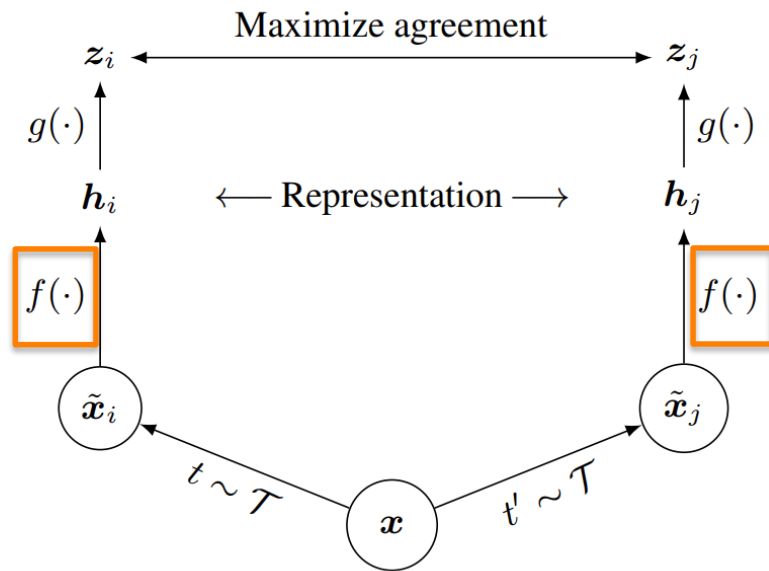 Maximize agreement
z_i z_j
g(·) g(·)
h_i ⟵ Representation ⟶ h_j
f(·) f(·)
x̃_i x̃_j
t ∼ 𝒯 t' ∼ 𝒯
x